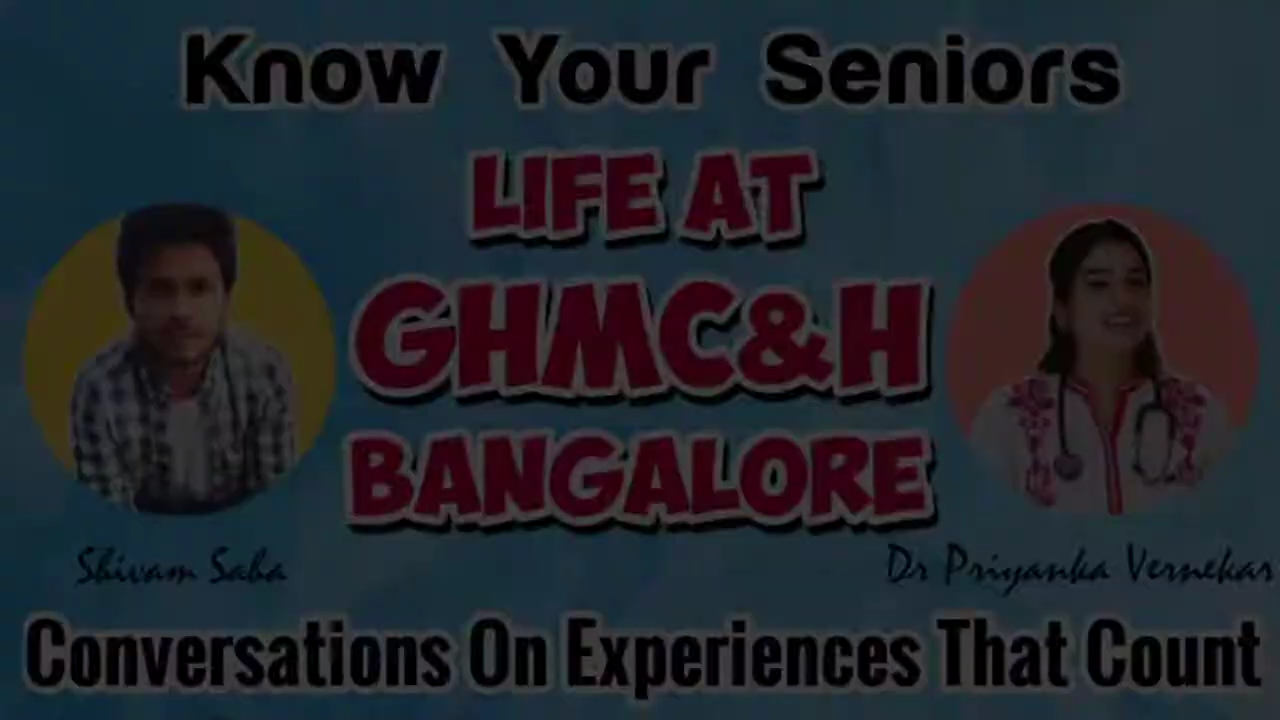 Know Your Seniors
LIFE AT
GHMC&H
BANGALORE
Shivam Saha
Dr Priyanka Vernekar
Conversations On Experiences That Count